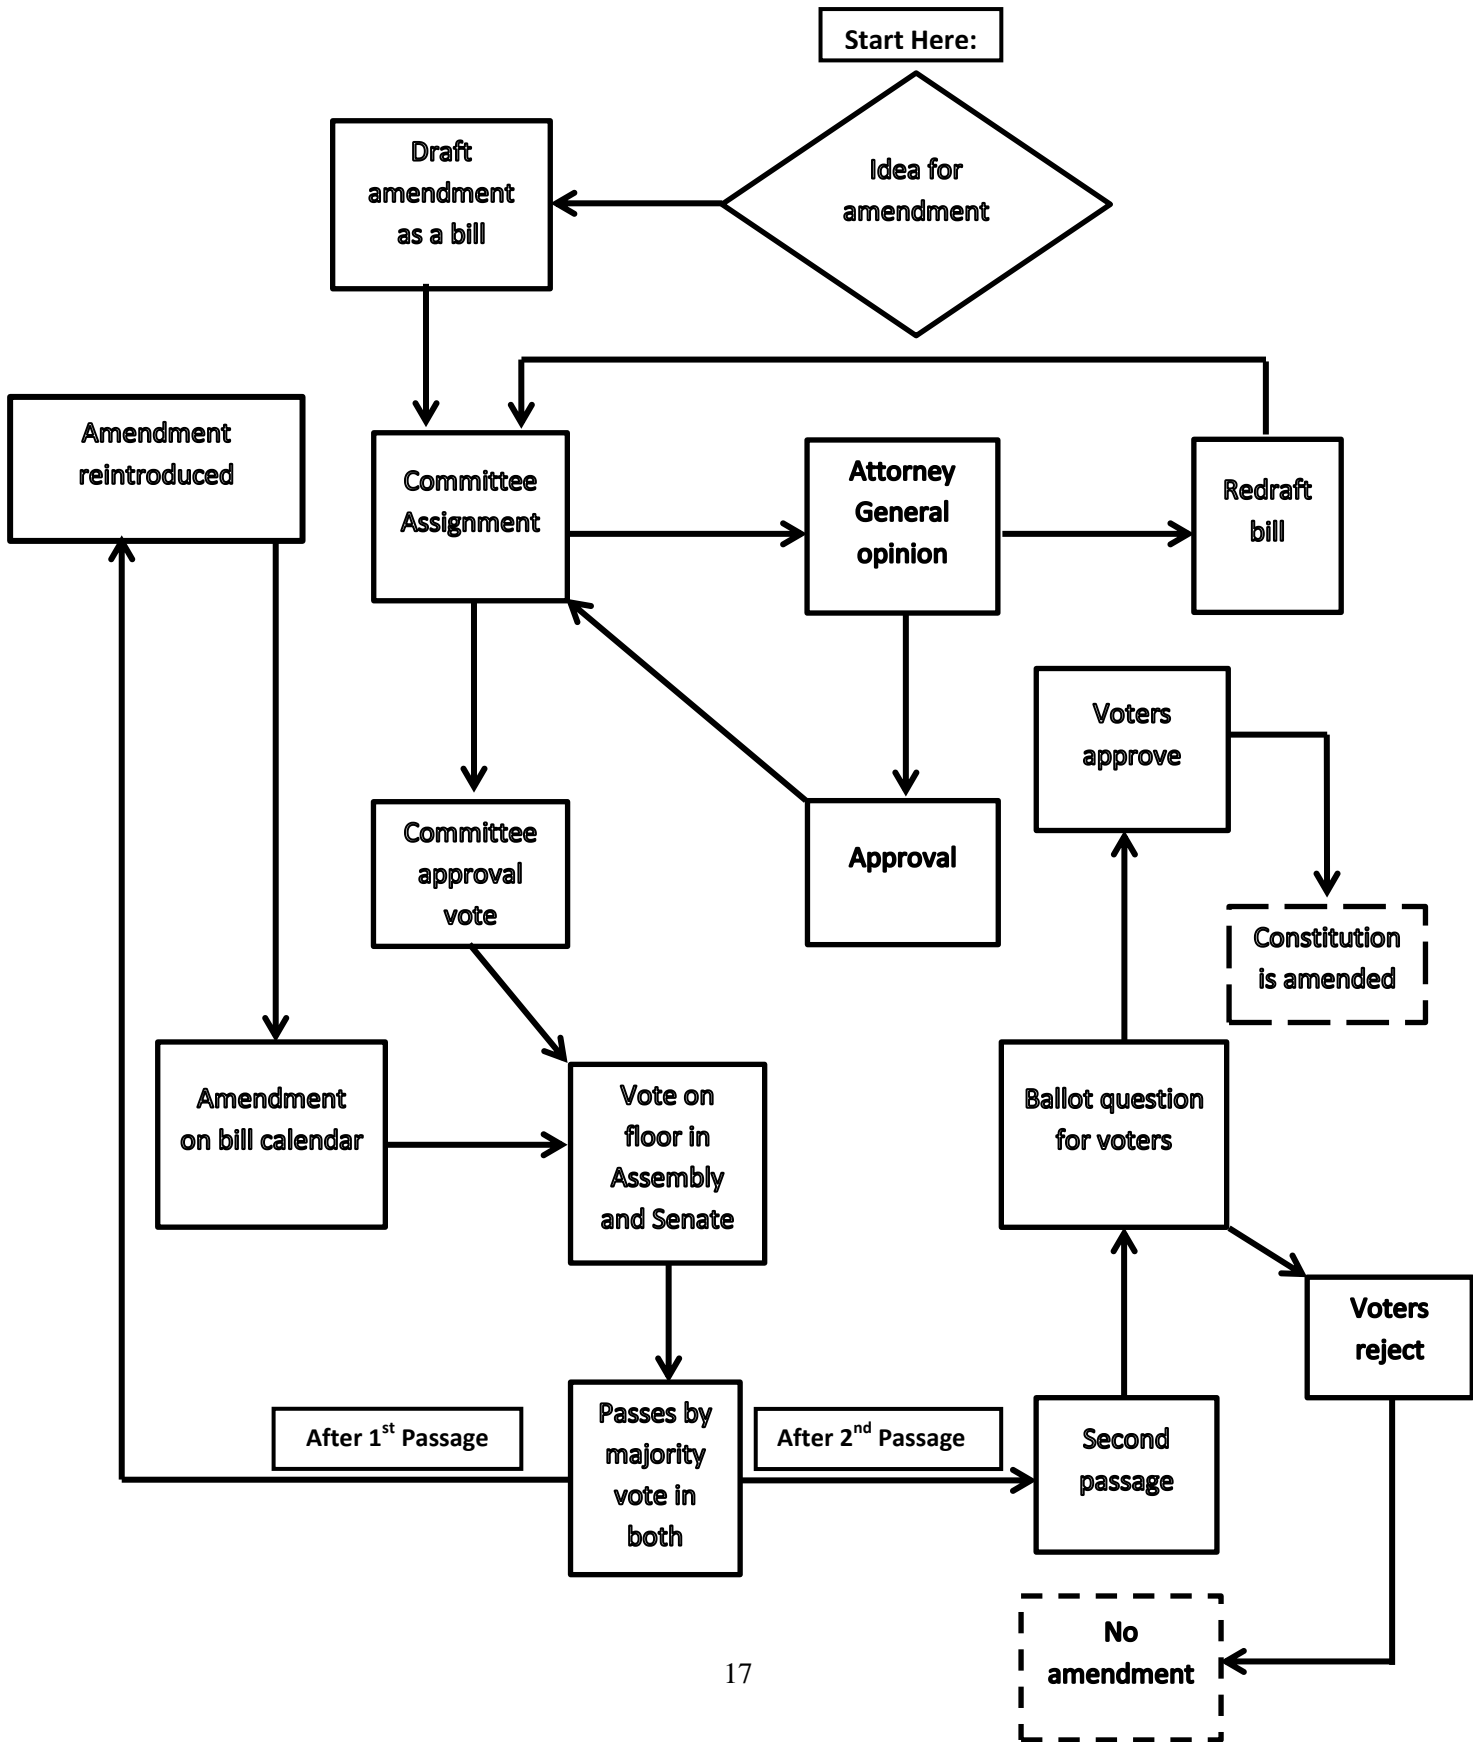 Start Here:
Idea for
amendment
Draft
amendment
as a bill
Amendment
reintroduced
Committee
Assignment
Attorney
General
opinion
Redraft
bill
Voters
approve
Committee
approval
vote
Approval
Constitution
is amended
Amendment
on bill calendar
Vote on
floor in
Assembly
and Senate
Ballot question
for voters
Voters
reject
After 1st Passage
Passes by
majority
vote in
both
After 2nd Passage
Second
passage
No
amendment
17